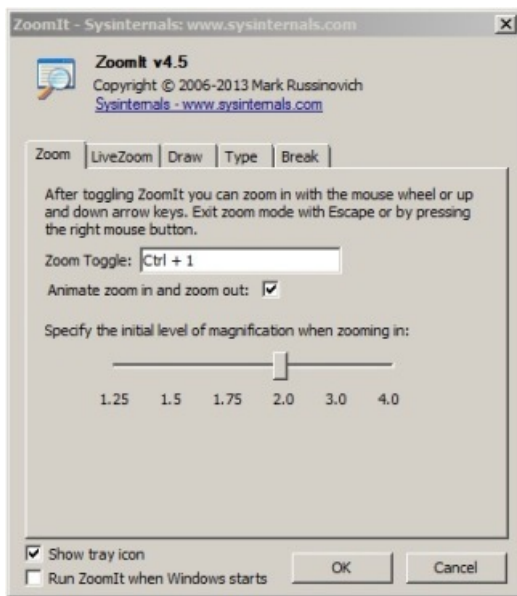 ZoomIt - Sysinternals: www.sysinternals.com
ZoomIt v4.5
Copyright © 2006-2013 Mark Russinovich
Sysinternals - www.sysinternals.com
Zoom LiveZoom Draw Type Break
After toggling ZoomIt you can zoom in with the mouse wheel or up
and down arrow keys. Exit zoom mode with Escape or by pressing
the right mouse button.
Zoom Toggle: Ctrl + 1
Animate zoom in and zoom out:
Specify the initial level of magnification when zooming in:
1.25 1.5 1.75 2.0 3.0 4.0
Show tray icon
Run ZoomIt when Windows starts
OK Cancel